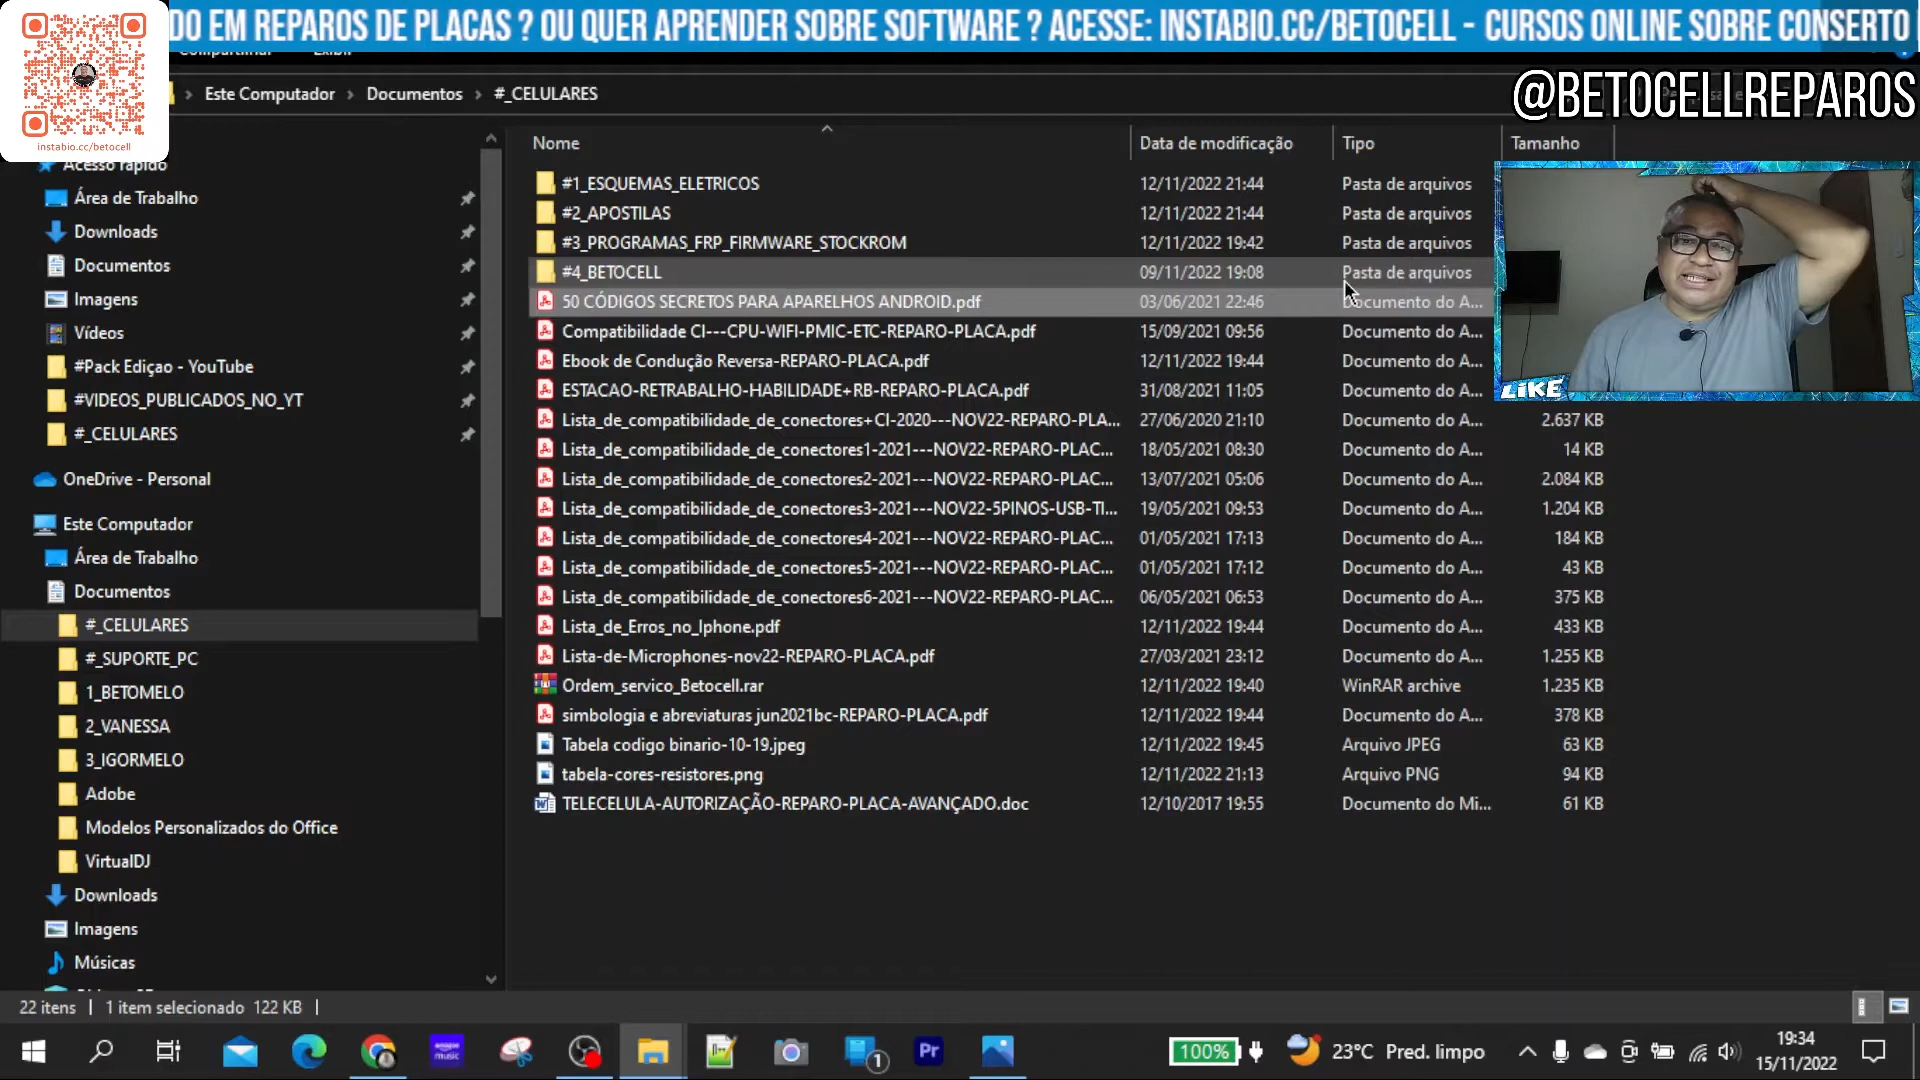 DO EM REPAROS DE PLACAS ? OU QUER APRENDER SOBRE SOFTWARE ? ACESSE: INSTABIO.CC/BETOCELL - CURSOS ONLINE SOBRE CONSERTO
instabio.cc/betocell
Compartilhar Exibir
Este Computador > Documentos > #_CELULARES
@BETOCELLREPAROS
Nome Data de modificação Tipo Tamanho
Acesso rápido
Área de Trabalho
Downloads
Documentos
Imagens
Vídeos
#Pack Ediçao - YouTube
#VIDEOS_PUBLICADOS_NO_YT
#_CELULARES
OneDrive - Personal
Este Computador
Área de Trabalho
Documentos
#_CELULARES
#_SUPORTE_PC
1_BETOMELO
2_VANESSA
3_IGORMELO
Adobe
Modelos Personalizados do Office
VirtualDJ
Downloads
Imagens
Músicas
#1_ESQUEMAS_ELETRICOS 12/11/2022 21:44 Pasta de arquivos
#2_APOSTILAS 12/11/2022 21:44 Pasta de arquivos
#3_PROGRAMAS_FRP_FIRMWARE_STOCKROM 12/11/2022 19:42 Pasta de arquivos
#4_BETOCELL 09/11/2022 19:08 Pasta de arquivos
50 CÓDIGOS SECRETOS PARA APARELHOS ANDROID.pdf 03/06/2021 22:46 Documento do A...
Compatibilidade CI---CPU-WIFI-PMIC-ETC-REPARO-PLACA.pdf 15/09/2021 09:56 Documento do A...
Ebook de Condução Reversa-REPARO-PLACA.pdf 12/11/2022 19:44 Documento do A...
ESTACAO-RETRABALHO-HABILIDADE+RB-REPARO-PLACA.pdf 31/08/2021 11:05 Documento do A...
Lista_de_compatibilidade_de_conectores+CI-2020---NOV22-REPARO-PLA... 27/06/2020 21:10 Documento do A... 2.637 KB
Lista_de_compatibilidade_de_conectores1-2021---NOV22-REPARO-PLAC... 18/05/2021 08:30 Documento do A... 14 KB
Lista_de_compatibilidade_de_conectores2-2021---NOV22-REPARO-PLAC... 13/07/2021 05:06 Documento do A... 2.084 KB
Lista_de_compatibilidade_de_conectores3-2021---NOV22-5PINOS-USB-TI... 19/05/2021 09:53 Documento do A... 1.204 KB
Lista_de_compatibilidade_de_conectores4-2021---NOV22-REPARO-PLAC... 01/05/2021 17:13 Documento do A... 184 KB
Lista_de_compatibilidade_de_conectores5-2021---NOV22-REPARO-PLAC... 01/05/2021 17:12 Documento do A... 43 KB
Lista_de_compatibilidade_de_conectores6-2021---NOV22-REPARO-PLAC... 06/05/2021 06:53 Documento do A... 375 KB
Lista_de_Erros_no_Iphone.pdf 12/11/2022 19:44 Documento do A... 433 KB
Lista-de-Microphones-nov22-REPARO-PLACA.pdf 27/03/2021 23:12 Documento do A... 1.255 KB
Ordem_servico_Betocell.rar 12/11/2022 19:40 WinRAR archive 1.235 KB
simbologia e abreviaturas jun2021bc-REPARO-PLACA.pdf 12/11/2022 19:44 Documento do A... 378 KB
Tabela codigo binario-10-19.jpeg 12/11/2022 19:45 Arquivo JPEG 63 KB
tabela-cores-resistores.png 12/11/2022 21:13 Arquivo PNG 94 KB
TELECELULA-AUTORIZAÇÃO-REPARO-PLACA-AVANÇADO.doc 12/10/2017 19:55 Documento do Mi... 61 KB
LIKE
22 itens 1 item selecionado 122 KB
amazon music
1
Pr
100%
23°C Pred. limpo
19:34
15/11/2022